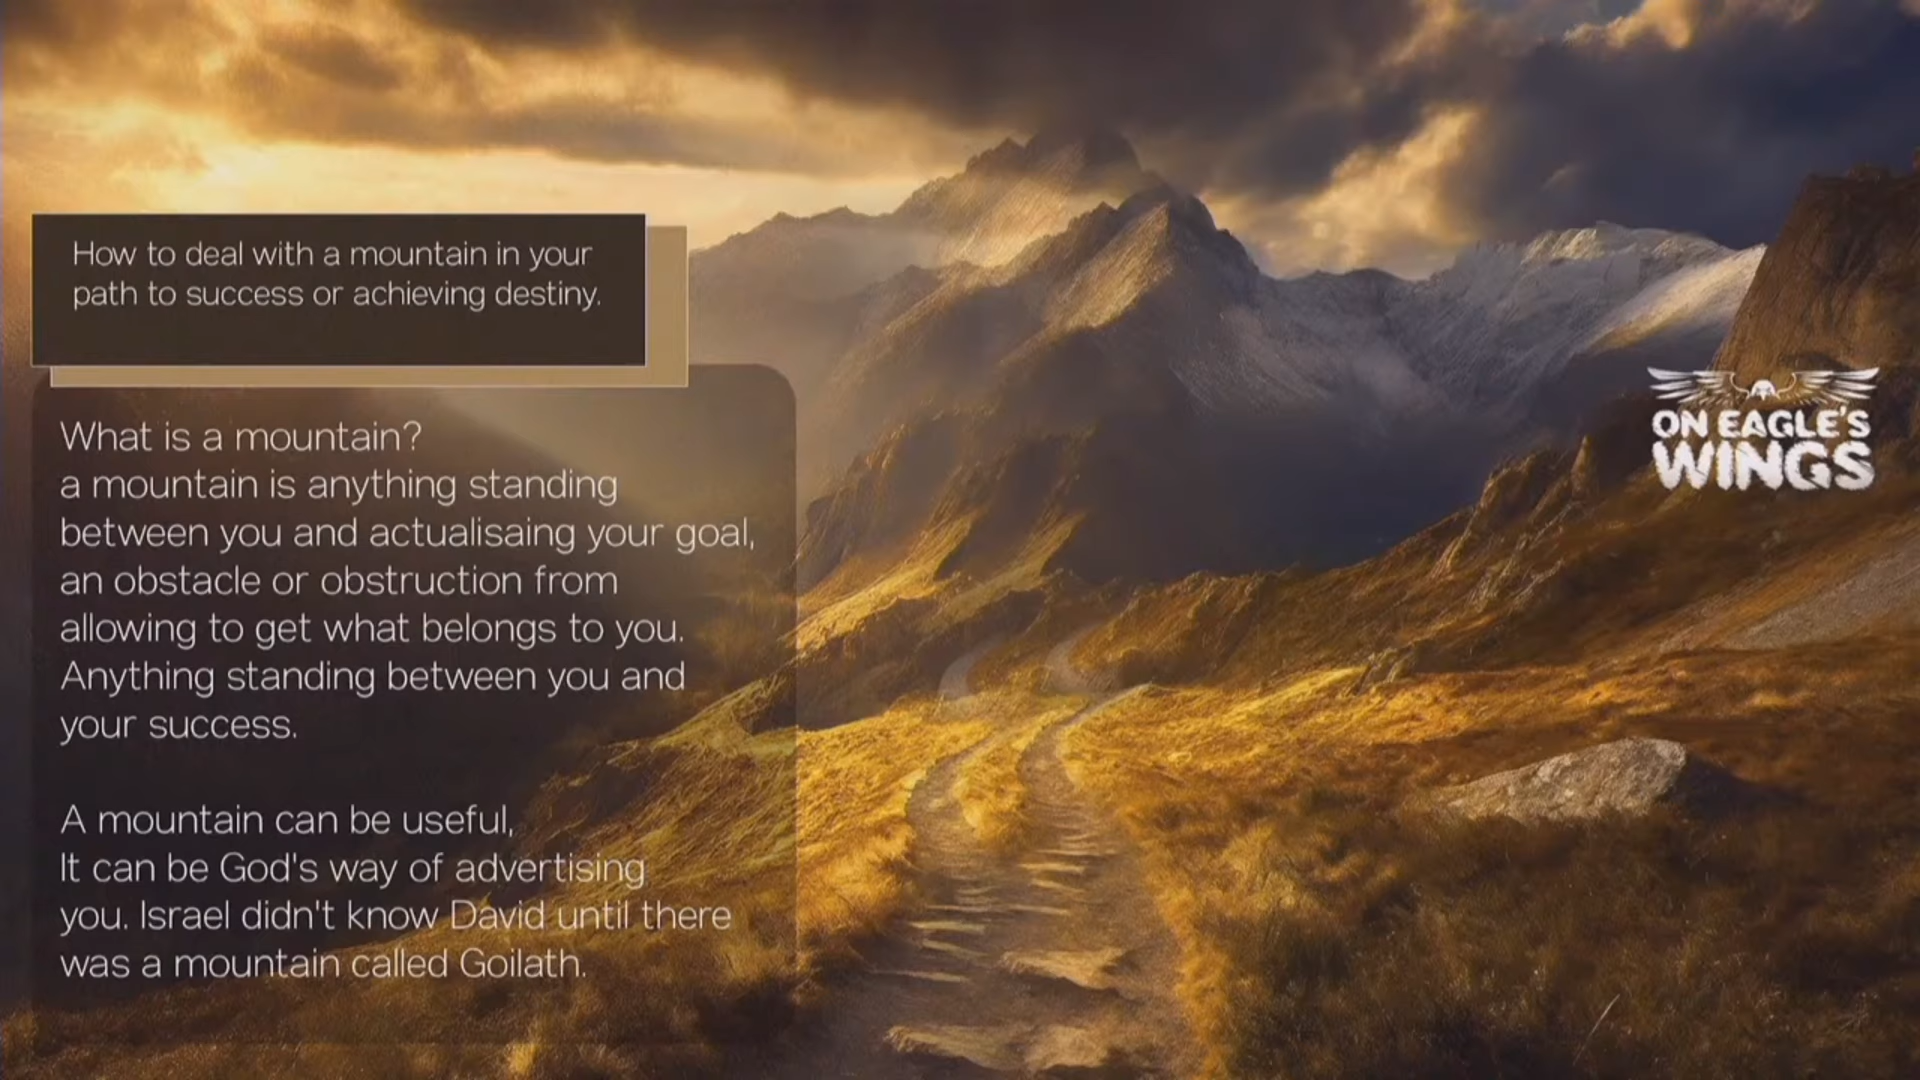 How to deal with a mountain in your
path to success or achieving destiny.
What is a mountain?
a mountain is anything standing
between you and actualisaing your goal,
an obstacle or obstruction from
allowing to get what belongs to you.
Anything standing between you and
your success.
A mountain can be useful,
It can be God's way of advertising
you. Israel didn't know David until there
was a mountain called Goilath.
ON EAGLE'S
WINGS